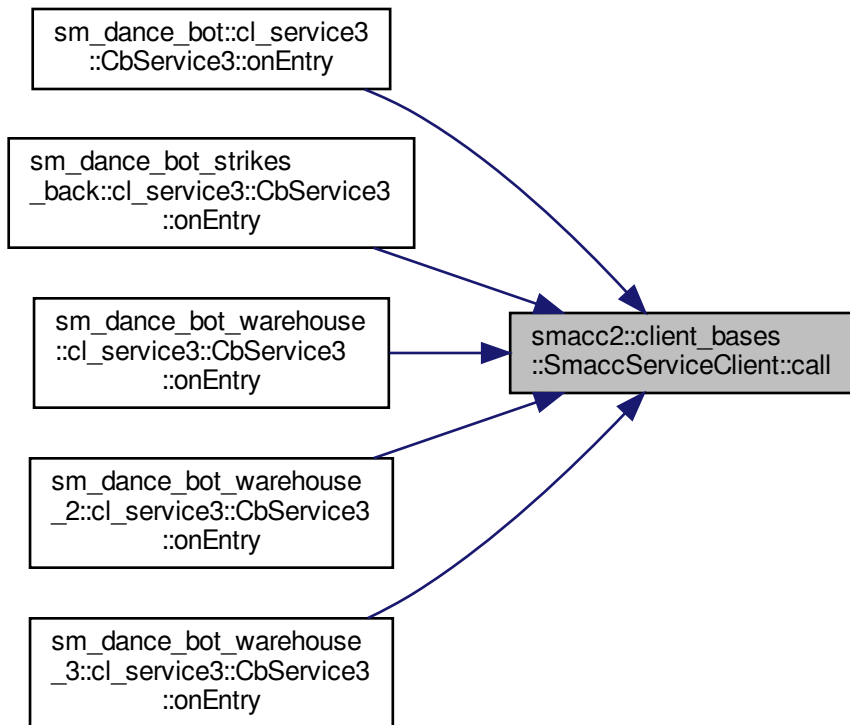 sm_dance_bot::cl_service3
::CbService3::onEntry
sm_dance_bot_strikes
_back::cl_service3::CbService3
::onEntry
sm_dance_bot_warehouse
::cl_service3::CbService3
::onEntry
smacc2::client_bases
::SmaccServiceClient::call
sm_dance_bot_warehouse
_2::cl_service3::CbService3
::onEntry
sm_dance_bot_warehouse
_3::cl_service3::CbService3
::onEntry